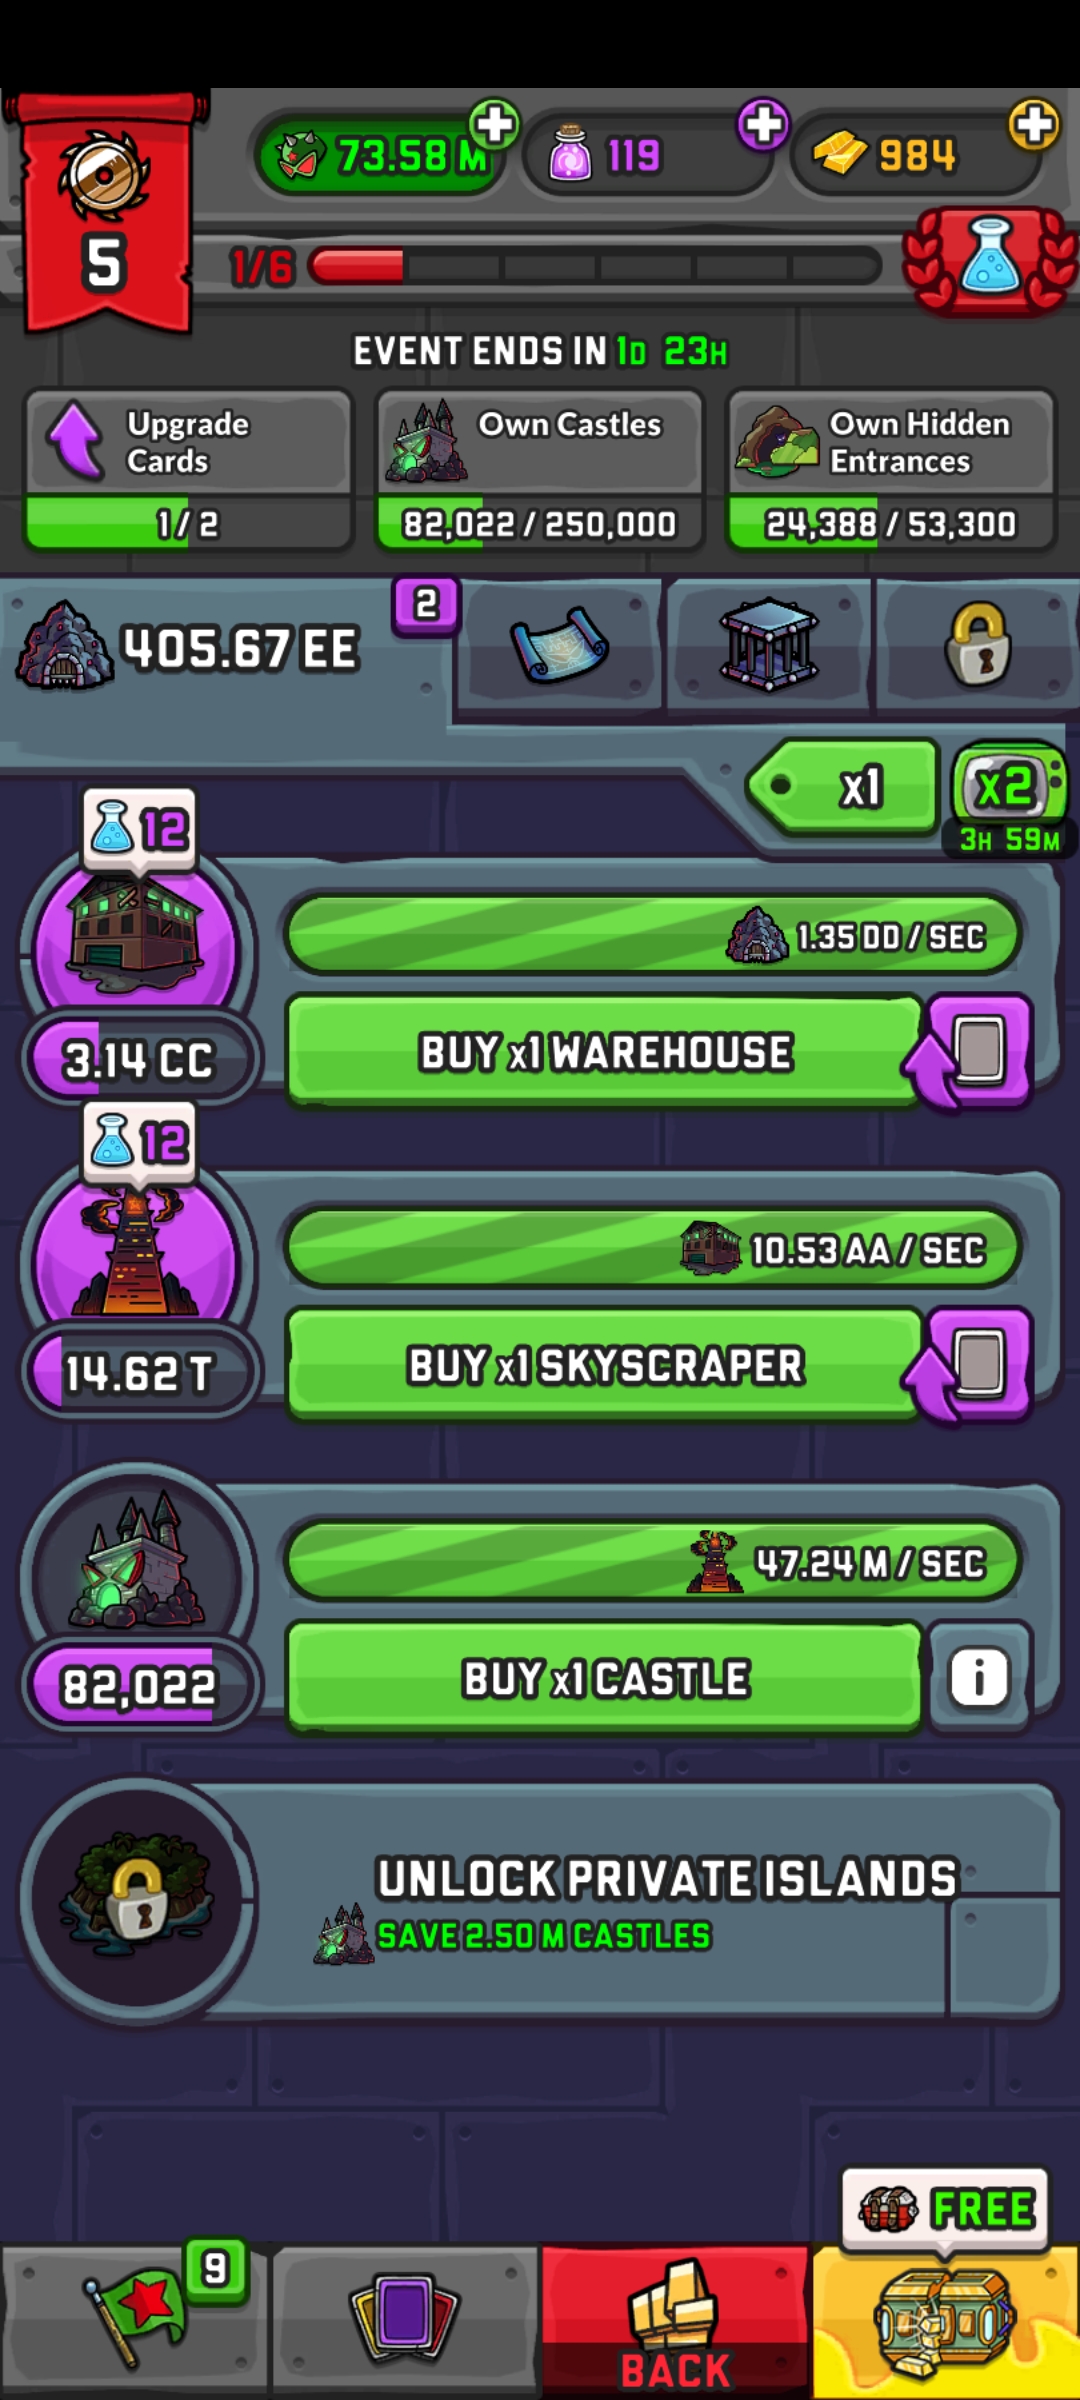 73.58 M
119
984
5
1/6
EVENT ENDS IN 1D 23H
Upgrade
Cards
1 / 2
Own Castles
82,022 / 250,000
Own Hidden
Entrances
24,388 / 53,300
405.67 EE
2
x1
x2
3H 59M
12
1.35 DD / SEC
3.14 CC
BUY x1 WAREHOUSE
12
10.53 AA / SEC
14.62 T
BUY x1 SKYSCRAPER
47.24 M / SEC
82,022
BUY x1 CASTLE
i
UNLOCK PRIVATE ISLANDS
SAVE 2.50 M CASTLES
FREE
9
BACK